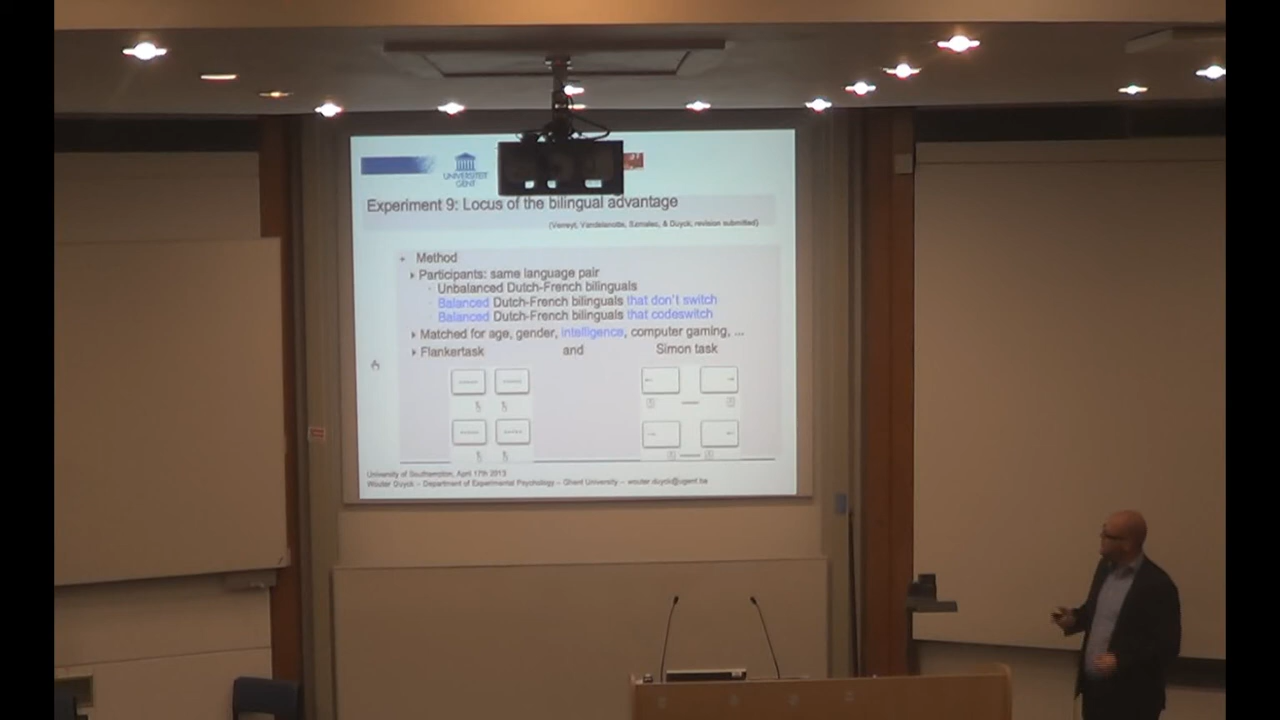 UNIVERSITEIT
GENT
Experiment 9: Locus of the bilingual advantage
(Verreyt, Vandelanotte, Szmalec, & Duyck, revision submitted)
Method
Participants: same language pair
Unbalanced Dutch-French bilinguals
Balanced Dutch-French bilinguals that don't switch
Balanced Dutch-French bilinguals that codeswitch
Matched for age, gender, intelligence, computer gaming, ...
Flankertask and Simon task
University of Southampton, April 17th 2013
Wouter Duyck – Department of Experimental Psychology – Ghent University – wouter.duyck@ugent.be